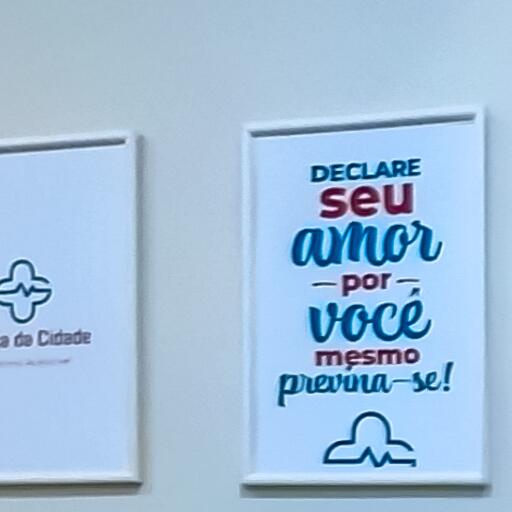 a da Cidade
DECLARE
seu
amor
por
você
mesmo
previna-se!